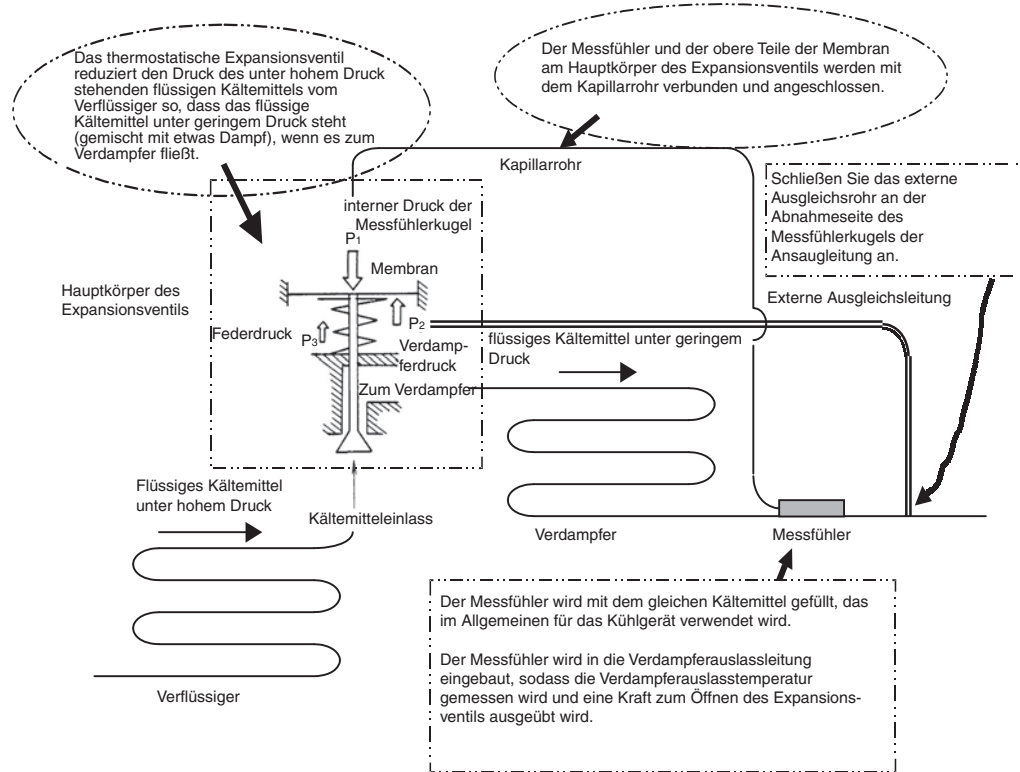 Das thermostatische Expansionsventil
reduziert den Druck des unter hohem Druck
stehenden flüssigen Kältemittels vom
Verflüssiger so, dass das flüssige
Kältemittel unter geringem Druck steht
(gemischt mit etwas Dampf), wenn es zum
Verdampfer fließt.
Der Messfühler und der obere Teile der Membran
am Hauptkörper des Expansionsventils werden mit
dem Kapillarrohr verbunden und angeschlossen.
Kapillarrohr
Schließen Sie das externe
Ausgleichsrohr an der
Abnahmeseite des
Messfühlerkugels der
Ansaugleitung an.
interner Druck der
Messfühlerkugel
P1
Membran
Hauptkörper des
Expansionsventils
Externe Ausgleichsleitung
Federdruck
P3
P2
Verdamp-
ferdruck
flüssiges Kältemittel unter geringem
Druck
Zum Verdampfer
Flüssiges Kältemittel
unter hohem Druck
Kältemitteleinlass
Verdampfer
Messfühler
Der Messfühler wird mit dem gleichen Kältemittel gefüllt, das
im Allgemeinen für das Kühlgerät verwendet wird.
Der Messfühler wird in die Verdampferauslassleitung
eingebaut, sodass die Verdampferauslasstemperatur
gemessen wird und eine Kraft zum Öffnen des Expansions-
ventils ausgeübt wird.
Verflüssiger